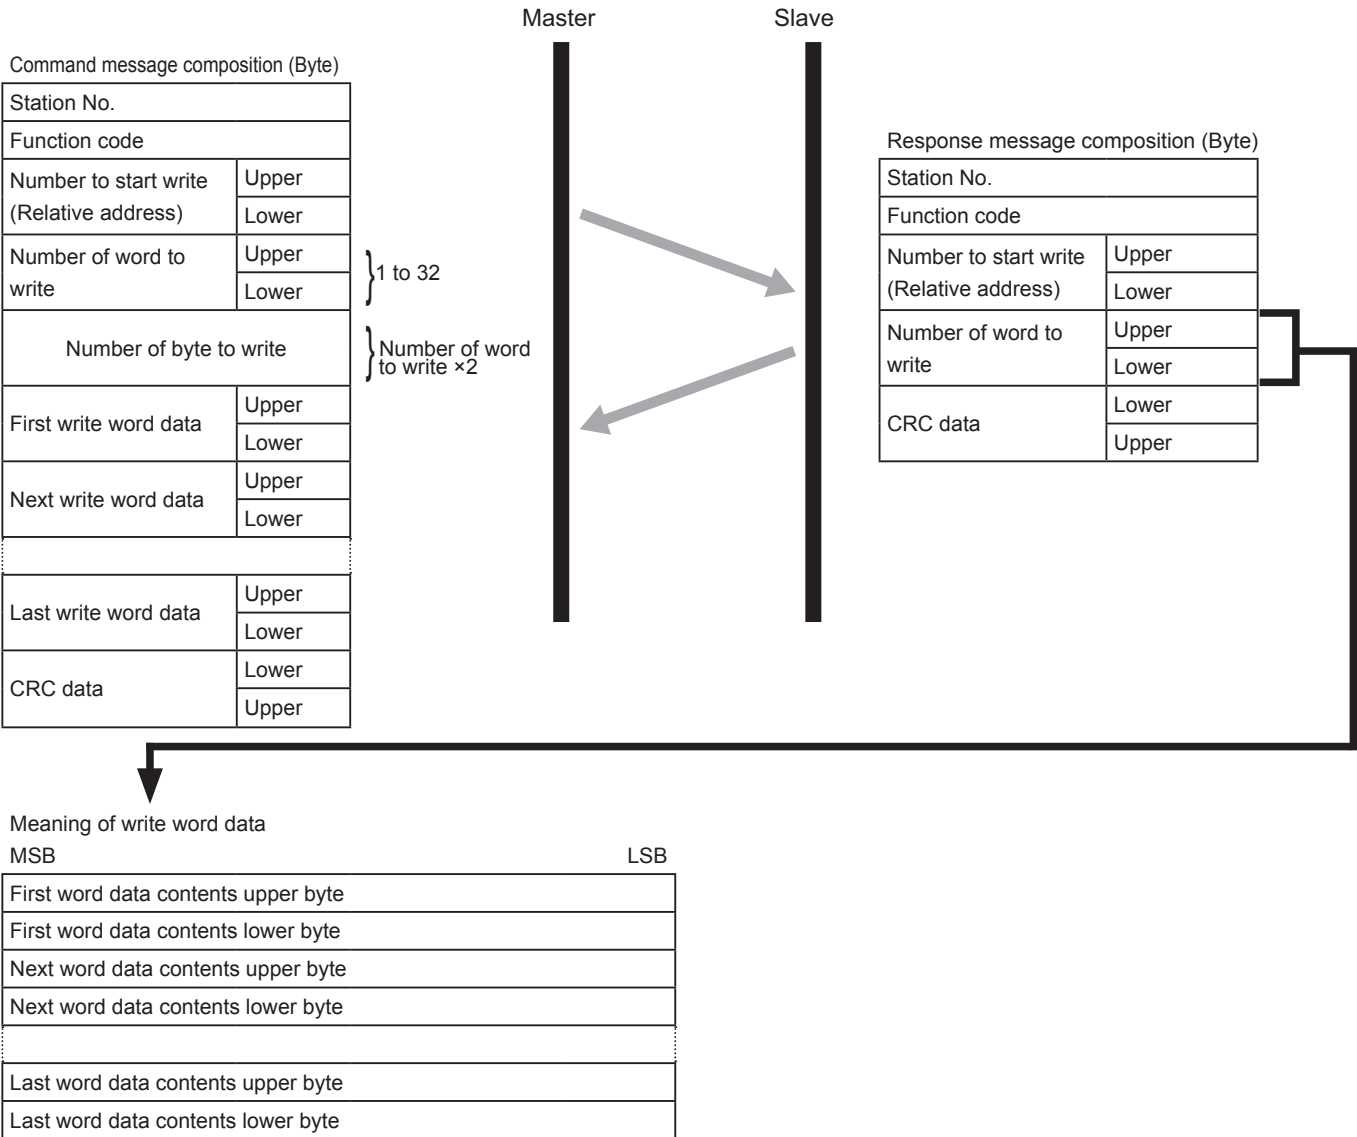 Master Slave
Command message composition (Byte)
Station No.
Function code
Number to start write
(Relative address)
Upper
Lower
Number of word to
write
Upper
Lower
1 to 32
Number of byte to write
Number of word
to write ×2
First write word data
Upper
Lower
Next write word data
Upper
Lower
Last write word data
Upper
Lower
CRC data
Lower
Upper
Response message composition (Byte)
Station No.
Function code
Number to start write
(Relative address)
Upper
Lower
Number of word to
write
Upper
Lower
CRC data
Lower
Upper
Meaning of write word data
MSB LSB
First word data contents upper byte
First word data contents lower byte
Next word data contents upper byte
Next word data contents lower byte
Last word data contents upper byte
Last word data contents lower byte